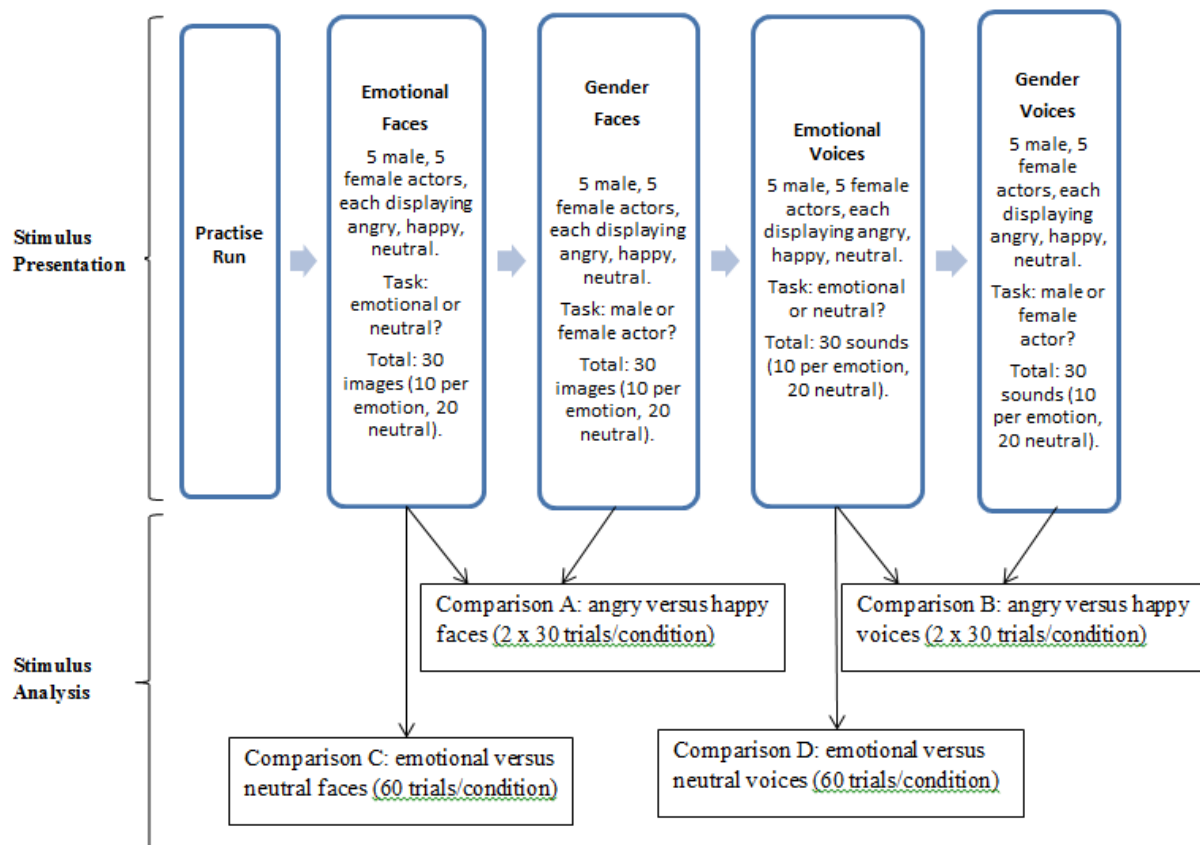 Stimulus
Presentation
Practise
Run
Emotional
Faces
5 male, 5
female actors,
each displaying
angry, happy,
neutral.
Task:
emotional or
neutral?
Total: 30
images (10 per
emotion, 20
neutral).
Gender
Faces
5 male, 5
female actors,
each displaying
angry, happy,
neutral.
Task: male or
female actor?
Total: 30
images (10 per
emotion, 20
neutral).
Emotional
Voices
5 male, 5 female
actors, each
displaying angry,
happy, neutral.
Task: emotional
or neutral?
Total: 30 sounds
(10 per emotion,
20 neutral).
Gender
Voices
5 male, 5
female
actors, each
displaying
angry, happy,
neutral.
Task: male or
female
actor?
Total: 30
sounds (10
per emotion,
20 neutral).
Stimulus
Analysis
Comparison A: angry versus happy
faces (2 x 30 trials/condition)
Comparison B: angry versus happy
voices (2 x 30 trials/condition)
Comparison C: emotional versus
neutral faces (60 trials/condition)
Comparison D: emotional versus
neutral voices (60 trials/condition)